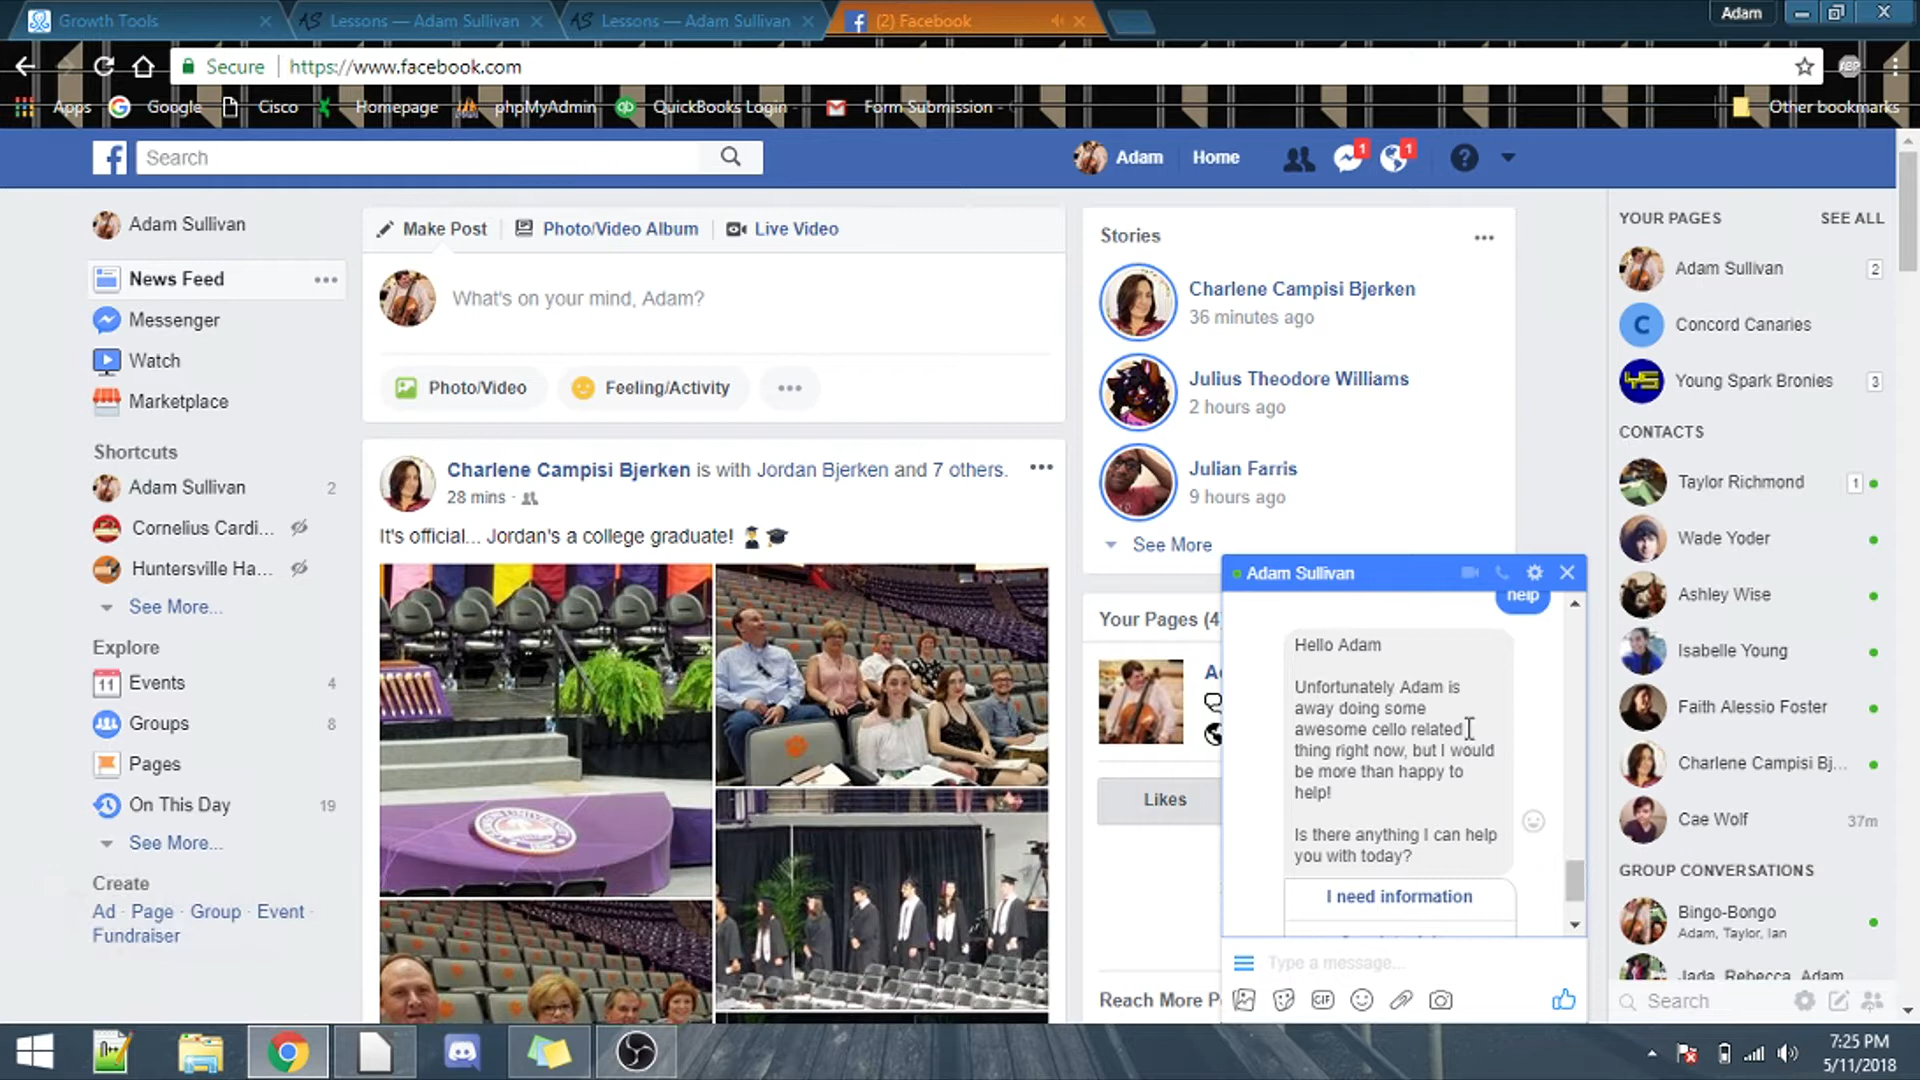 Growth Tools
Lessons — Adam Sullivan
Lessons — Adam Sullivan
(2) Facebook
Adam
Secure
https://www.facebook.com
ABP
Apps
Google
Cisco
Homepage
phpMyAdmin
QuickBooks Login
Form Submission -
Other bookmarks
Search
Adam
Home
1
1
Adam Sullivan
News Feed
Messenger
Watch
Marketplace
Shortcuts
Adam Sullivan 2
Cornelius Cardi...
Huntersville Ha...
See More...
Explore
11
Events 4
Groups 8
Pages
On This Day 19
See More...
Create
Ad · Page · Group · Event ·
Fundraiser
Make Post
Photo/Video Album
Live Video
What's on your mind, Adam?
Photo/Video
Feeling/Activity
Charlene Campisi Bjerken is with Jordan Bjerken and 7 others.
28 mins ·
It's official... Jordan's a college graduate!
Stories
Charlene Campisi Bjerken
36 minutes ago
Julius Theodore Williams
2 hours ago
Julian Farris
9 hours ago
See More
Your Pages (4
Likes
Reach More P
Adam Sullivan
help
Hello Adam
Unfortunately Adam is
away doing some
awesome cello related
thing right now, but I would
be more than happy to
help!
Is there anything I can help
you with today?
I need information
Type a message...
GIF
YOUR PAGES
SEE ALL
Adam Sullivan 2
C
Concord Canaries
YS
Young Spark Bronies 3
CONTACTS
Taylor Richmond 1
Wade Yoder
Ashley Wise
Isabelle Young
Faith Alessio Foster
Charlene Campisi Bj...
Cae Wolf 37m
GROUP CONVERSATIONS
Bingo-Bongo
Adam, Taylor, Ian
Jada, Rebecca, Adam
Search
7:25 PM
5/11/2018